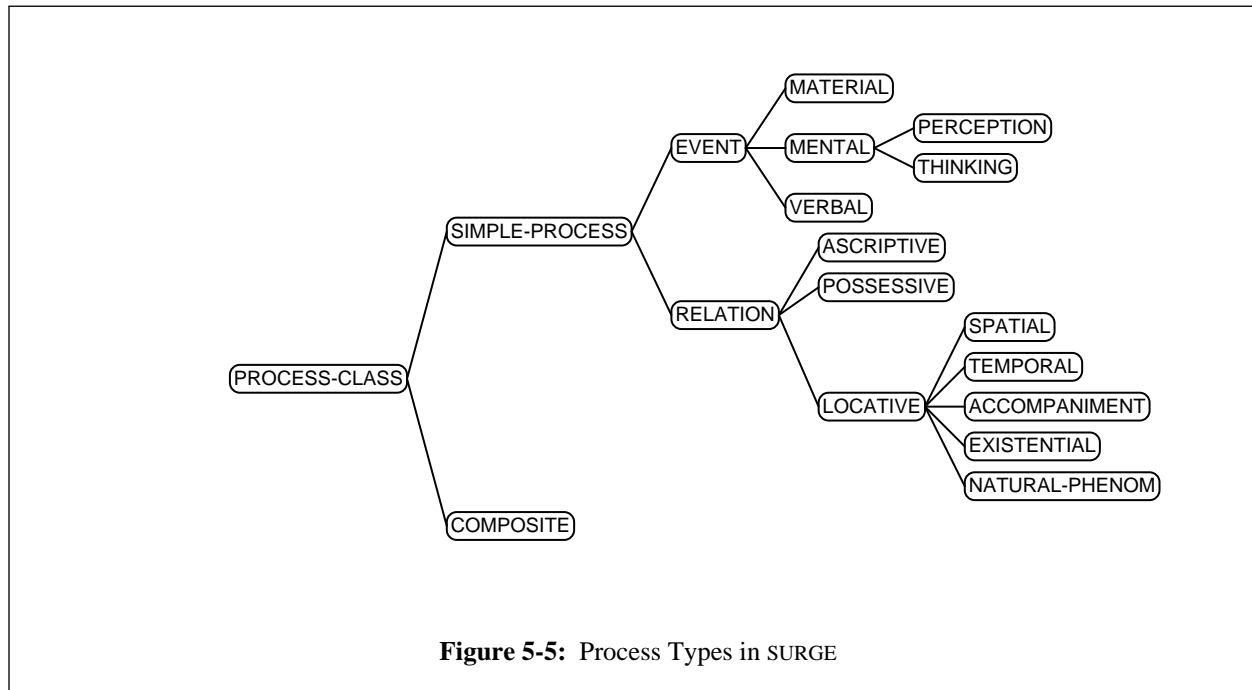 MATERIAL
PERCEPTION
EVENT
MENTAL
THINKING
VERBAL
SIMPLE-PROCESS
ASCRIPTIVE
POSSESSIVE
RELATION
SPATIAL
TEMPORAL
PROCESS-CLASS
LOCATIVE
ACCOMPANIMENT
EXISTENTIAL
NATURAL-PHENOM
COMPOSITE
Figure 5-5: Process Types in SURGE